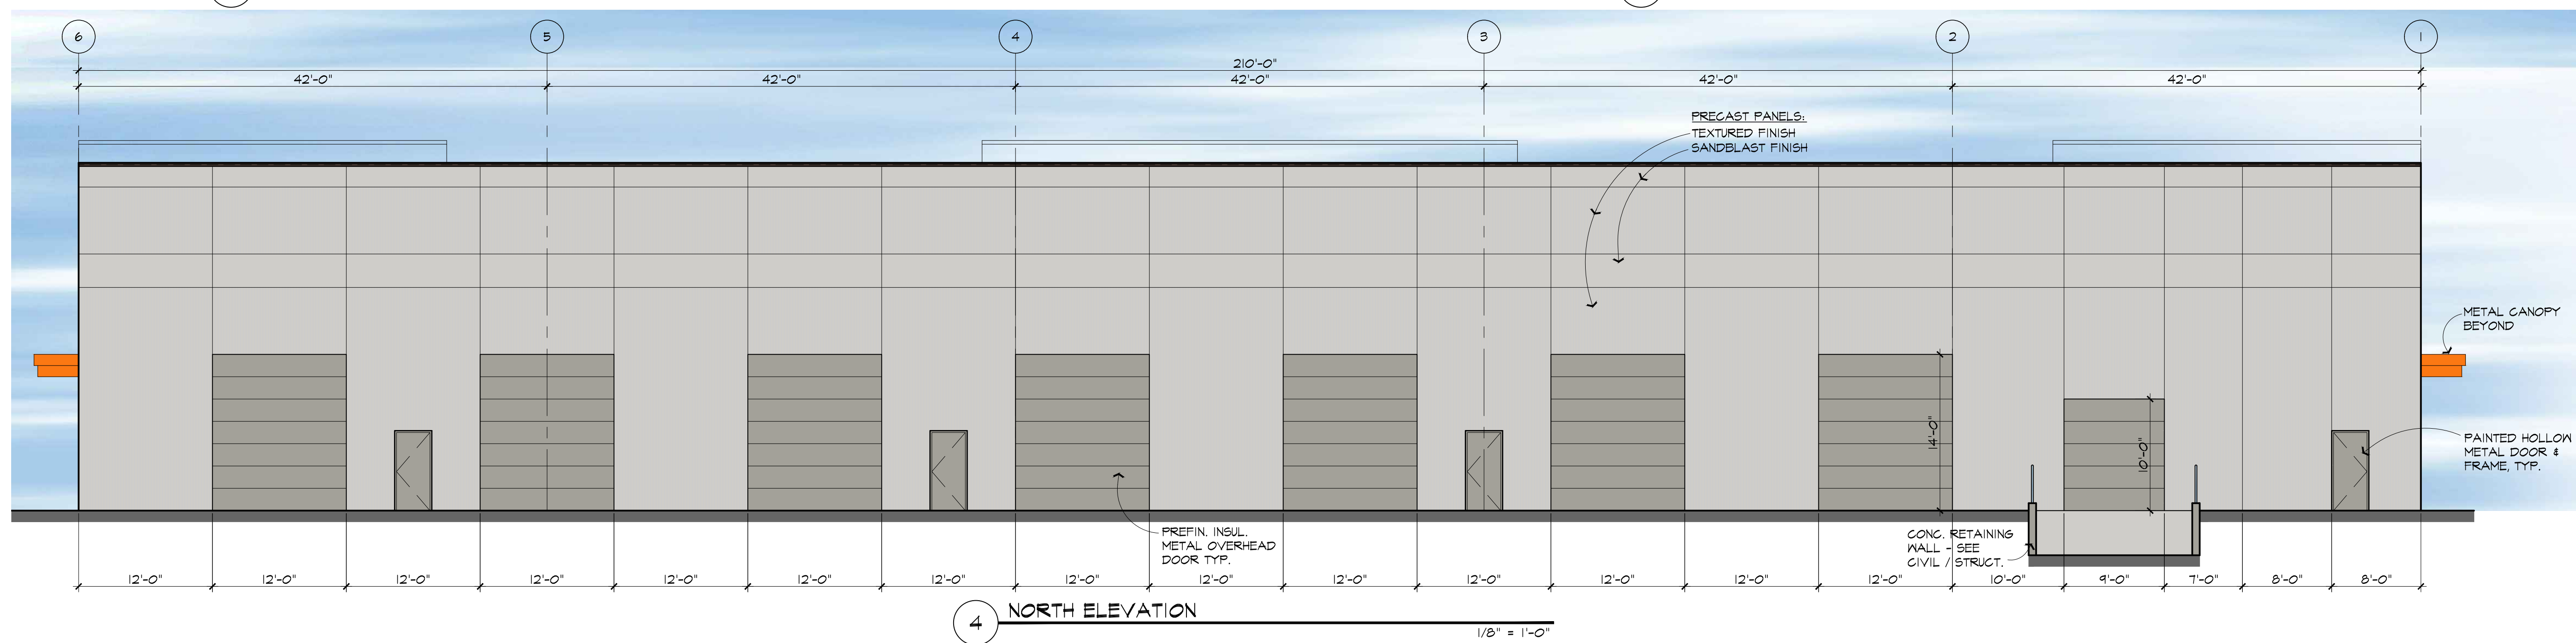 6
5
4
3
2
1
210'-0"
42'-0"
42'-0"
42'-0"
42'-0"
42'-0"
PRECAST PANELS:
TEXTURED FINISH
SANDBLAST FINISH
METAL CANOPY
BEYOND
14'-0"
10'-0"
PAINTED HOLLOW
METAL DOOR &
FRAME, TYP.
PREFIN. INSUL.
METAL OVERHEAD
DOOR TYP.
CONC. RETAINING
WALL - SEE
CIVIL / STRUCT.
12'-0"
12'-0"
12'-0"
12'-0"
12'-0"
12'-0"
12'-0"
12'-0"
12'-0"
12'-0"
12'-0"
12'-0"
12'-0"
12'-0"
10'-0"
9'-0"
7'-0"
8'-0"
8'-0"
4
NORTH ELEVATION
1/8" = 1'-0"